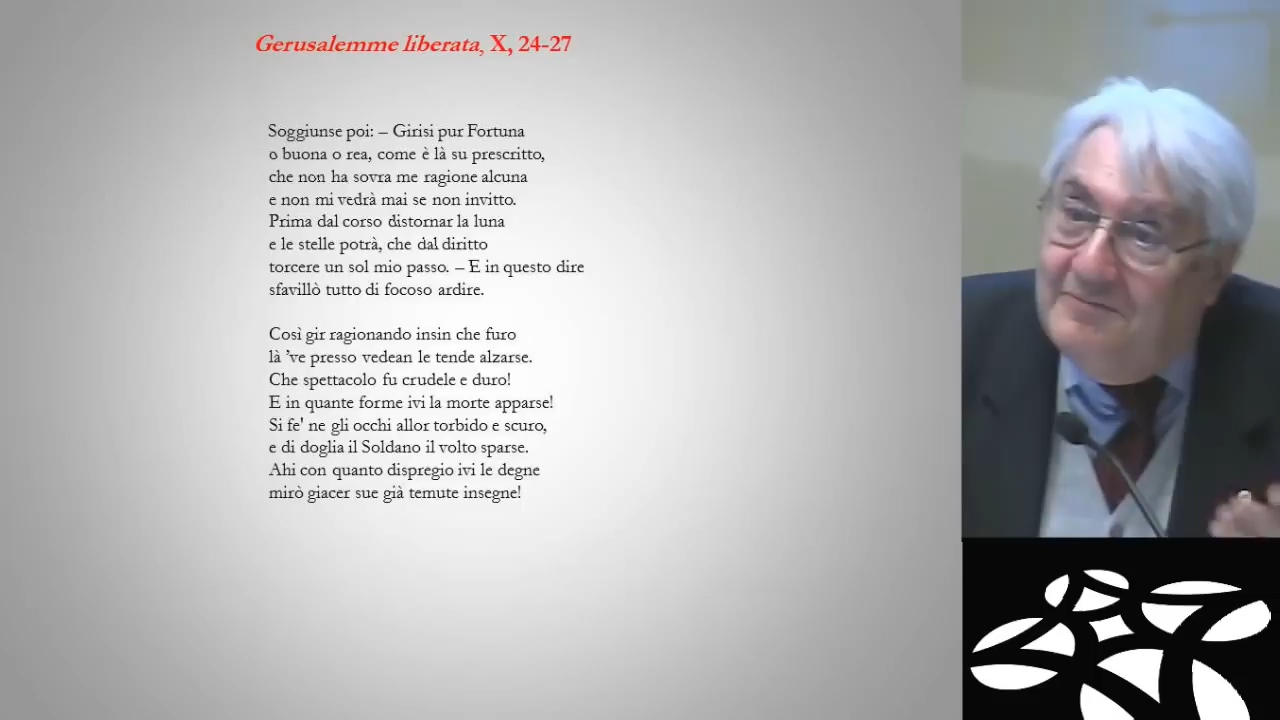 Gerusalemme liberata, X, 24-27
Soggiunse poi: – Girisi pur Fortuna
o buona o rea, come è là su prescritto,
che non ha sovra me ragione alcuna
e non mi vedrà mai se non invitto.
Prima dal corso distornar la luna
e le stelle potrà, che dal diritto
torcere un sol mio passo. – E in questo dire
sfavillò tutto di focoso ardire.
Così gir ragionando insin che furo
là 've presso vedean le tende alzarse.
Che spettacolo fu crudele e duro!
E in quante forme ivi la morte apparse!
Si fe' ne gli occhi allor torbido e scuro,
e di doglia il Soldano il volto sparse.
Ahi con quanto dispregio ivi le degne
mirò giacer sue già temute insegne!